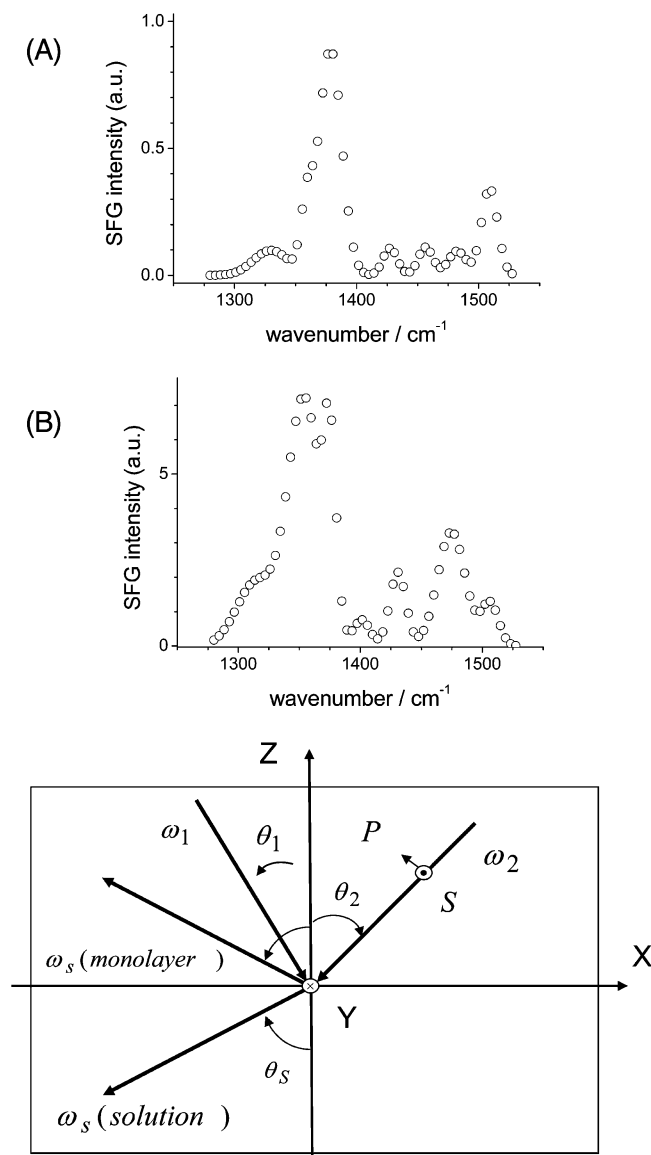 (A)
1.0
0.5
0.0
SFG intensity (a.u.)
1300 1400 1500
wavenumber / cm-1
(B)
5
0
SFG intensity (a.u.)
1300 1400 1500
wavenumber / cm-1
Z
ω1 θ1 P ω2
θ2 S
ωs(monolayer )
X
Y
θS
ωs(solution )